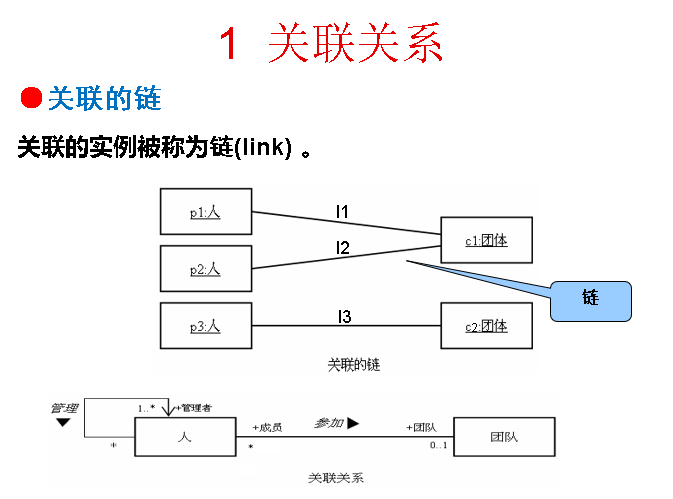 1 关联关系
●关联的链
关联的实例被称为链(link) 。
p1:人
l1
c1:团体
p2:人
l2
链
p3:人
l3
c2:团体
关联的链
管理
1..*
+管理者
人
*
+成员
*
参加
+团队
0..1
团队
关联关系